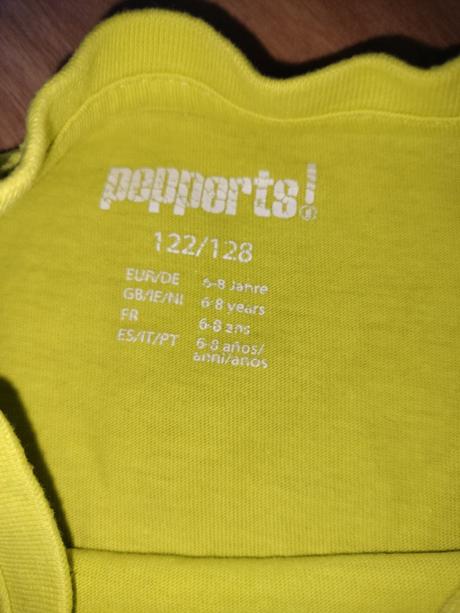 pepperts!
122/128
EUR/DE 6-8 Jahre
GB/IE/NI 6-8 years
FR 6-8 ans
ES/IT/PT 6-8 años/
anni/anos